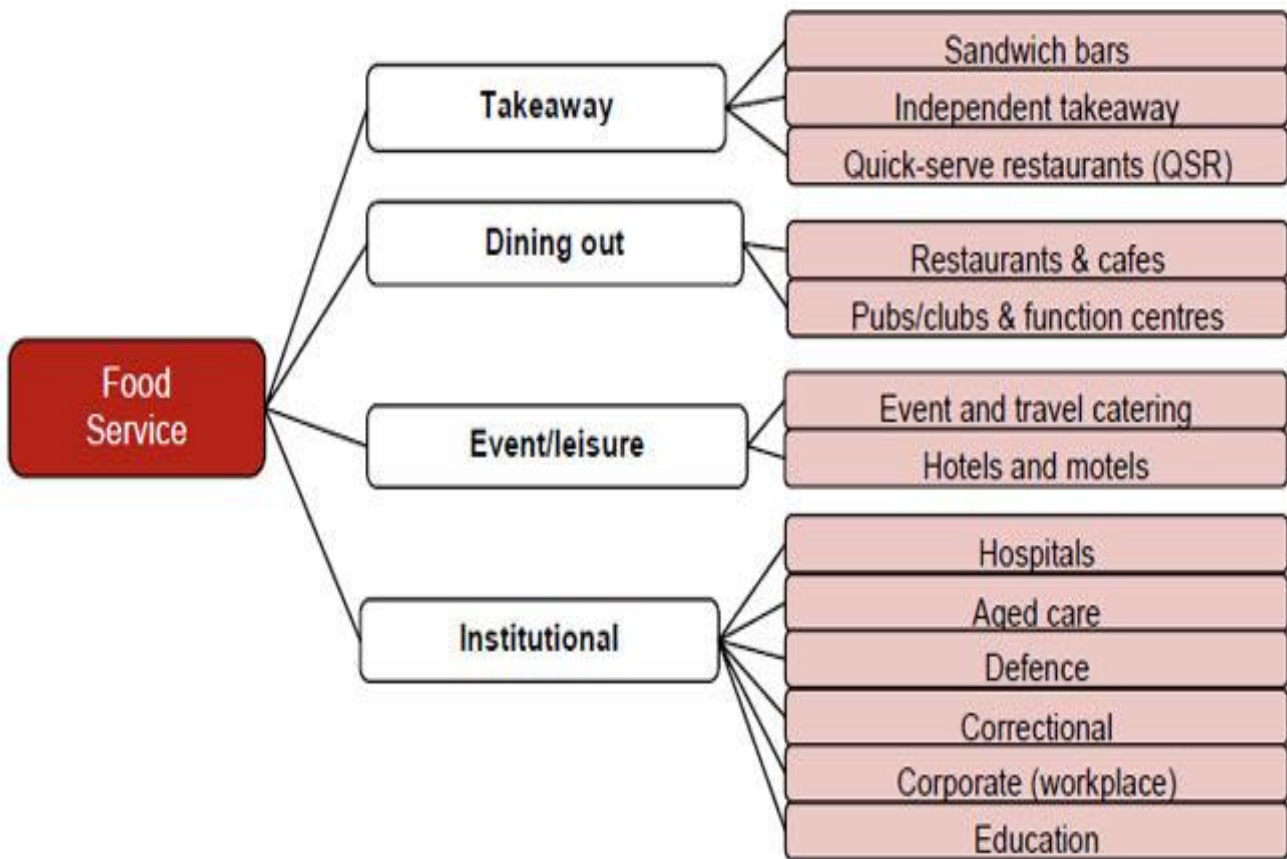 Food
Service
Takeaway
Sandwich bars
Independent takeaway
Quick-serve restaurants (QSR)
Dining out
Restaurants & cafes
Pubs/clubs & function centres
Event/leisure
Event and travel catering
Hotels and motels
Institutional
Hospitals
Aged care
Defence
Correctional
Corporate (workplace)
Education